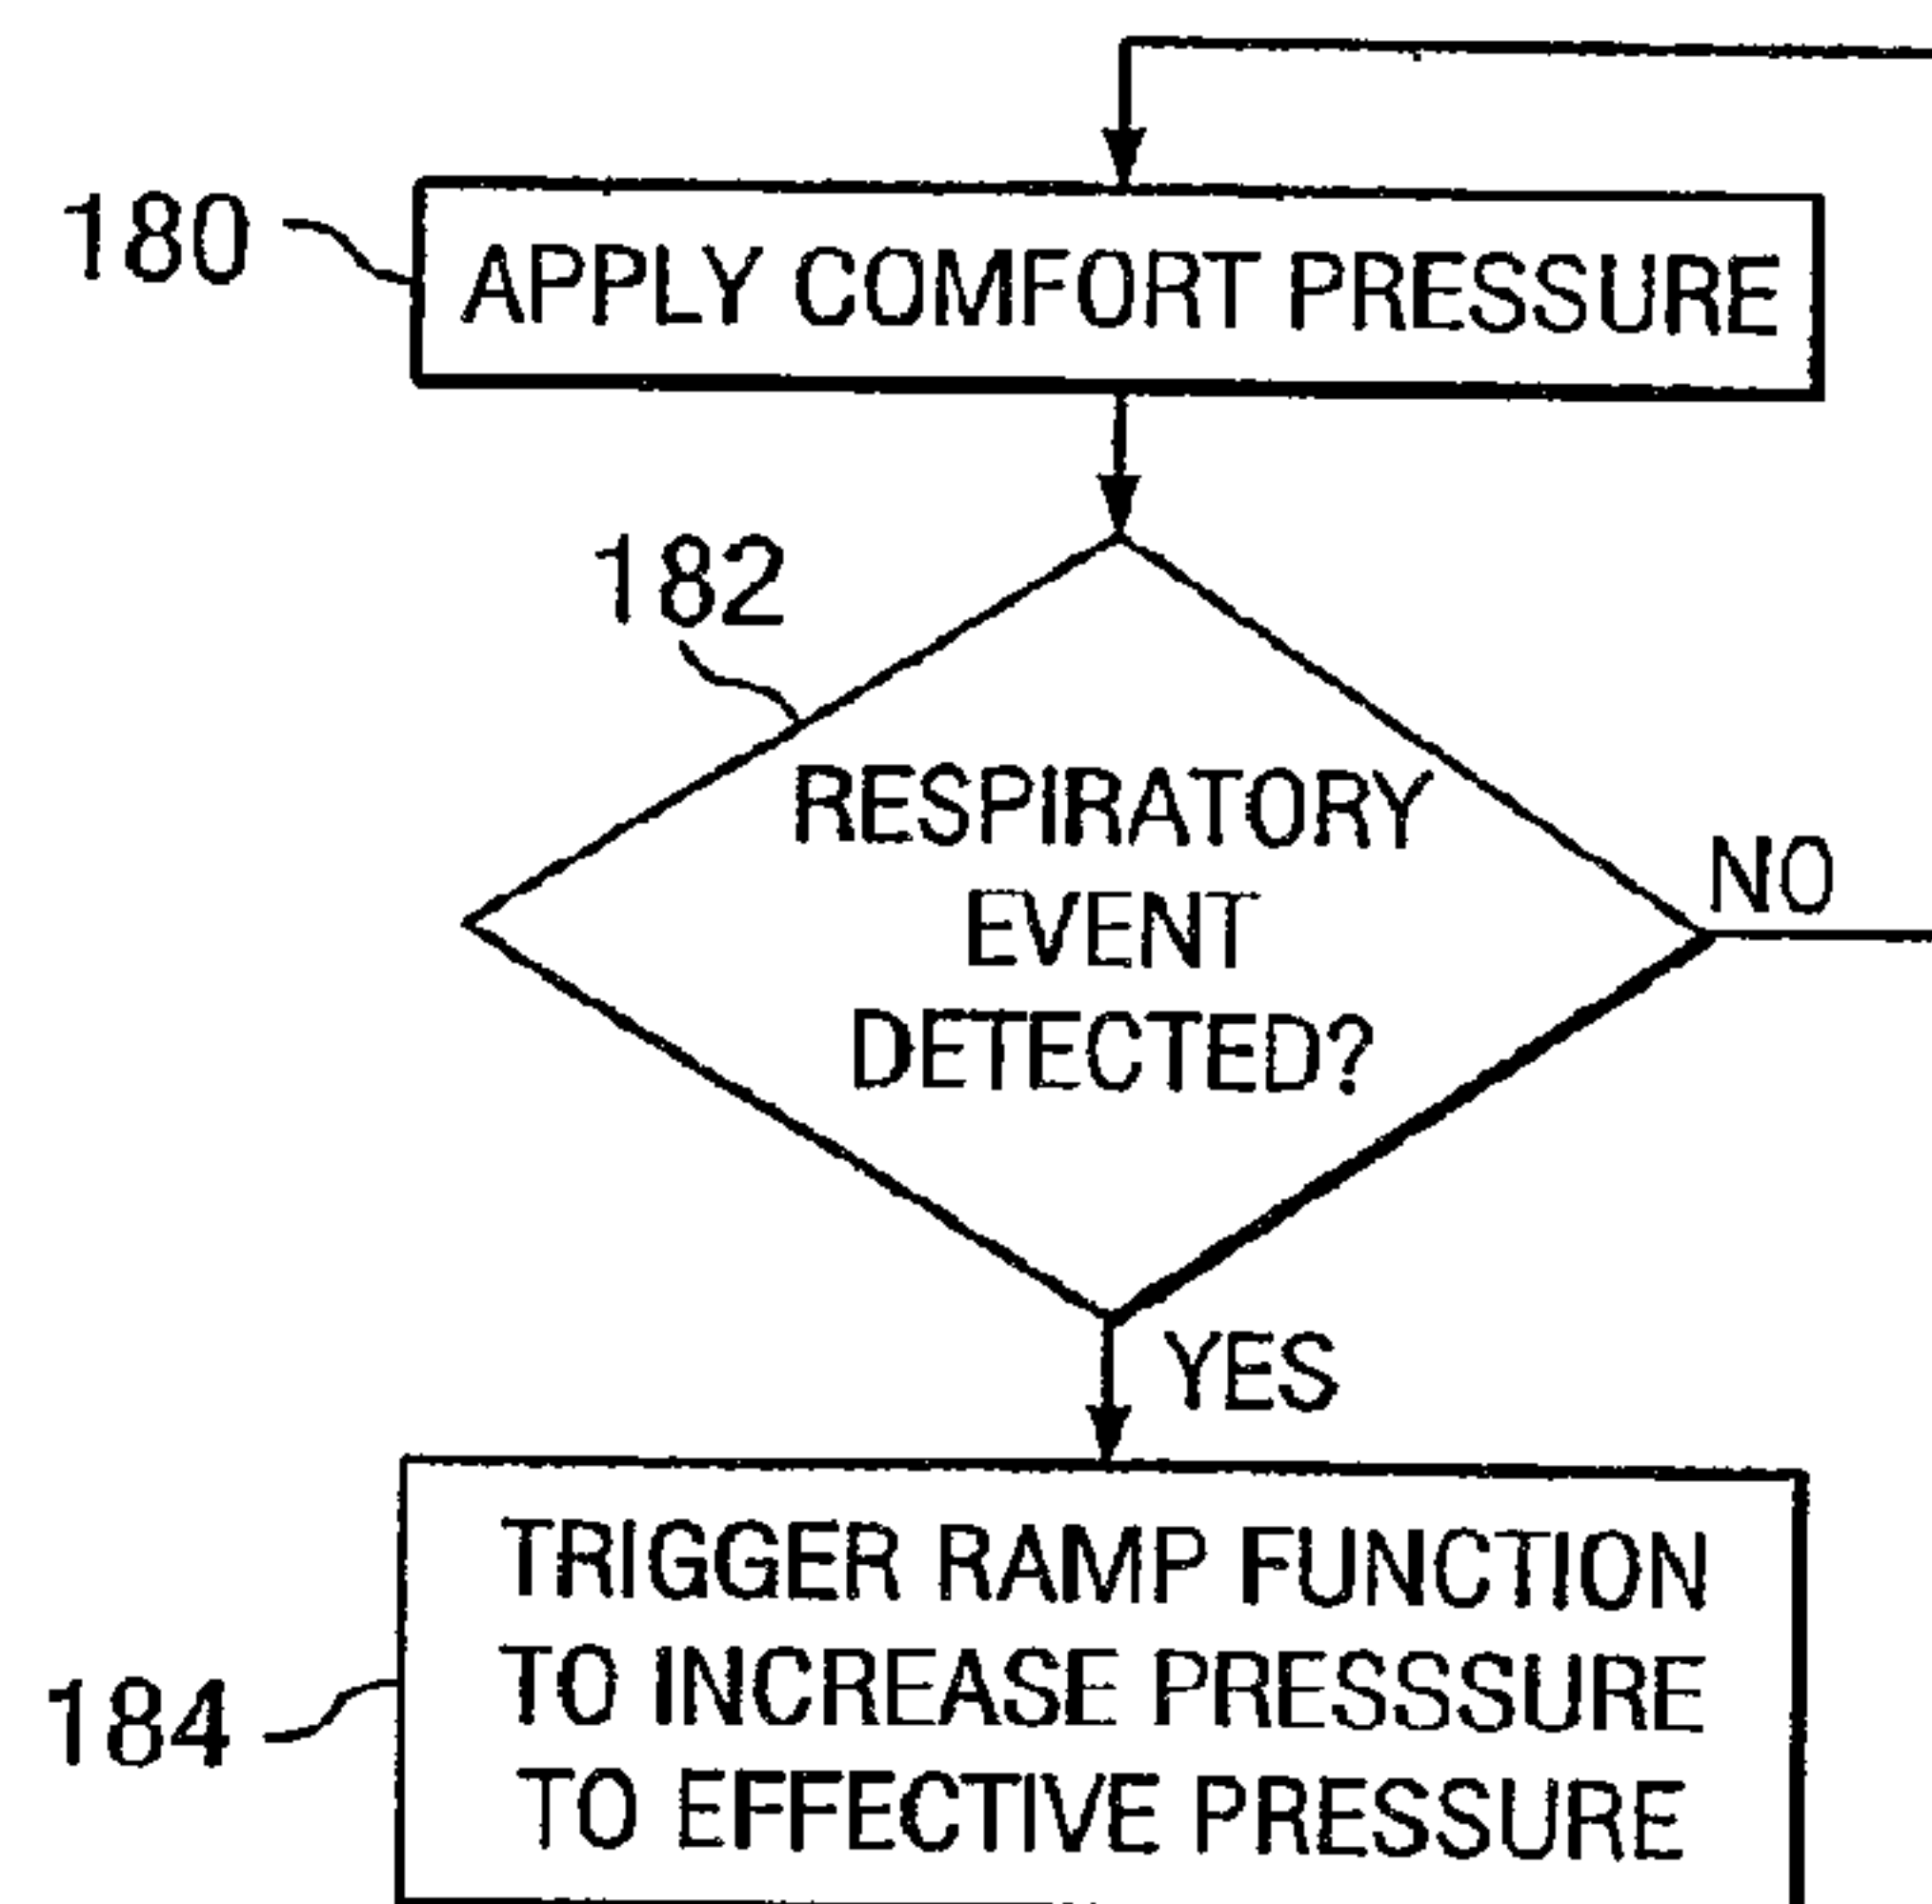 180
APPLY COMFORT PRESSURE
182
RESPIRATORY
EVENT
DETECTED?
NO
YES
TRIGGER RAMP FUNCTION
TO INCREASE PRESSSURE
TO EFFECTIVE PRESSURE
184